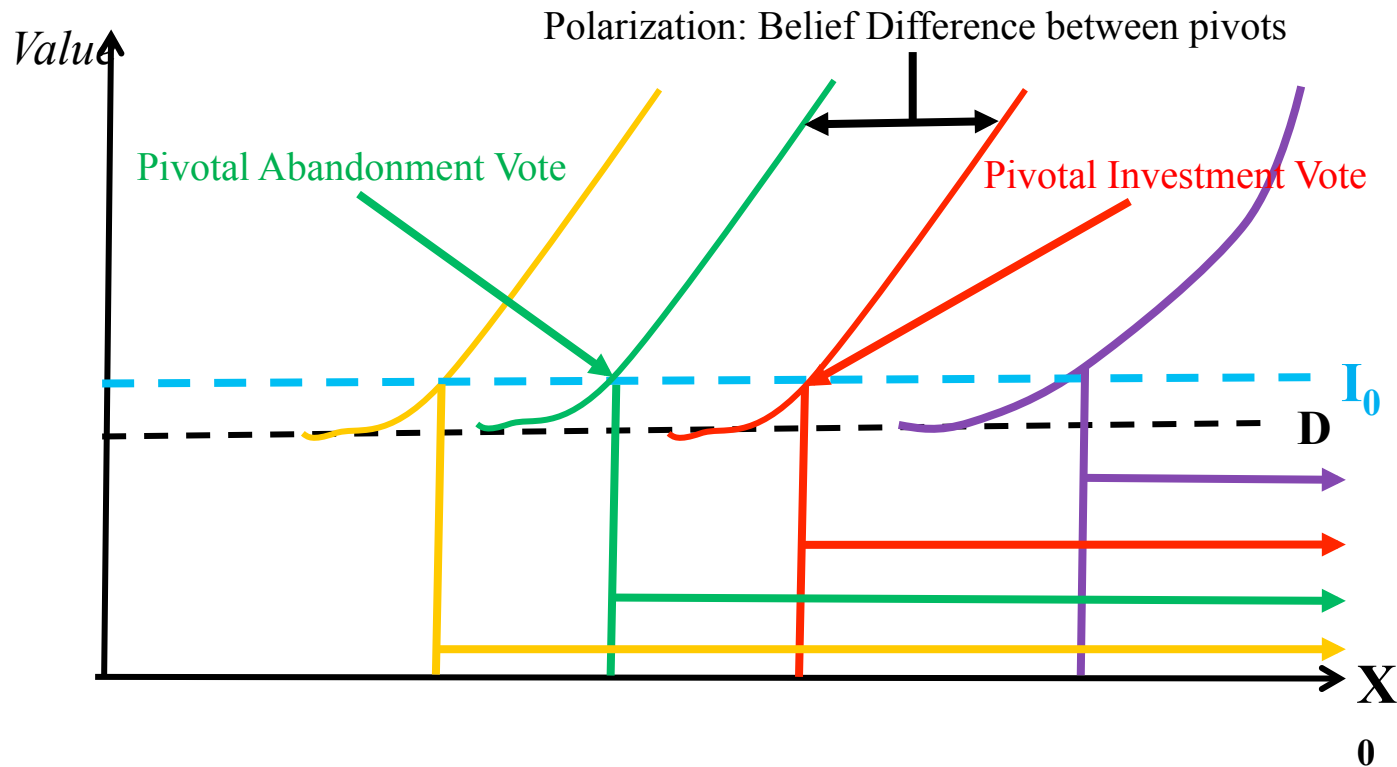 Polarization: Belief Difference between pivots
Value
Pivotal Abandonment Vote
Pivotal Investment Vote
I₀
D
X
0